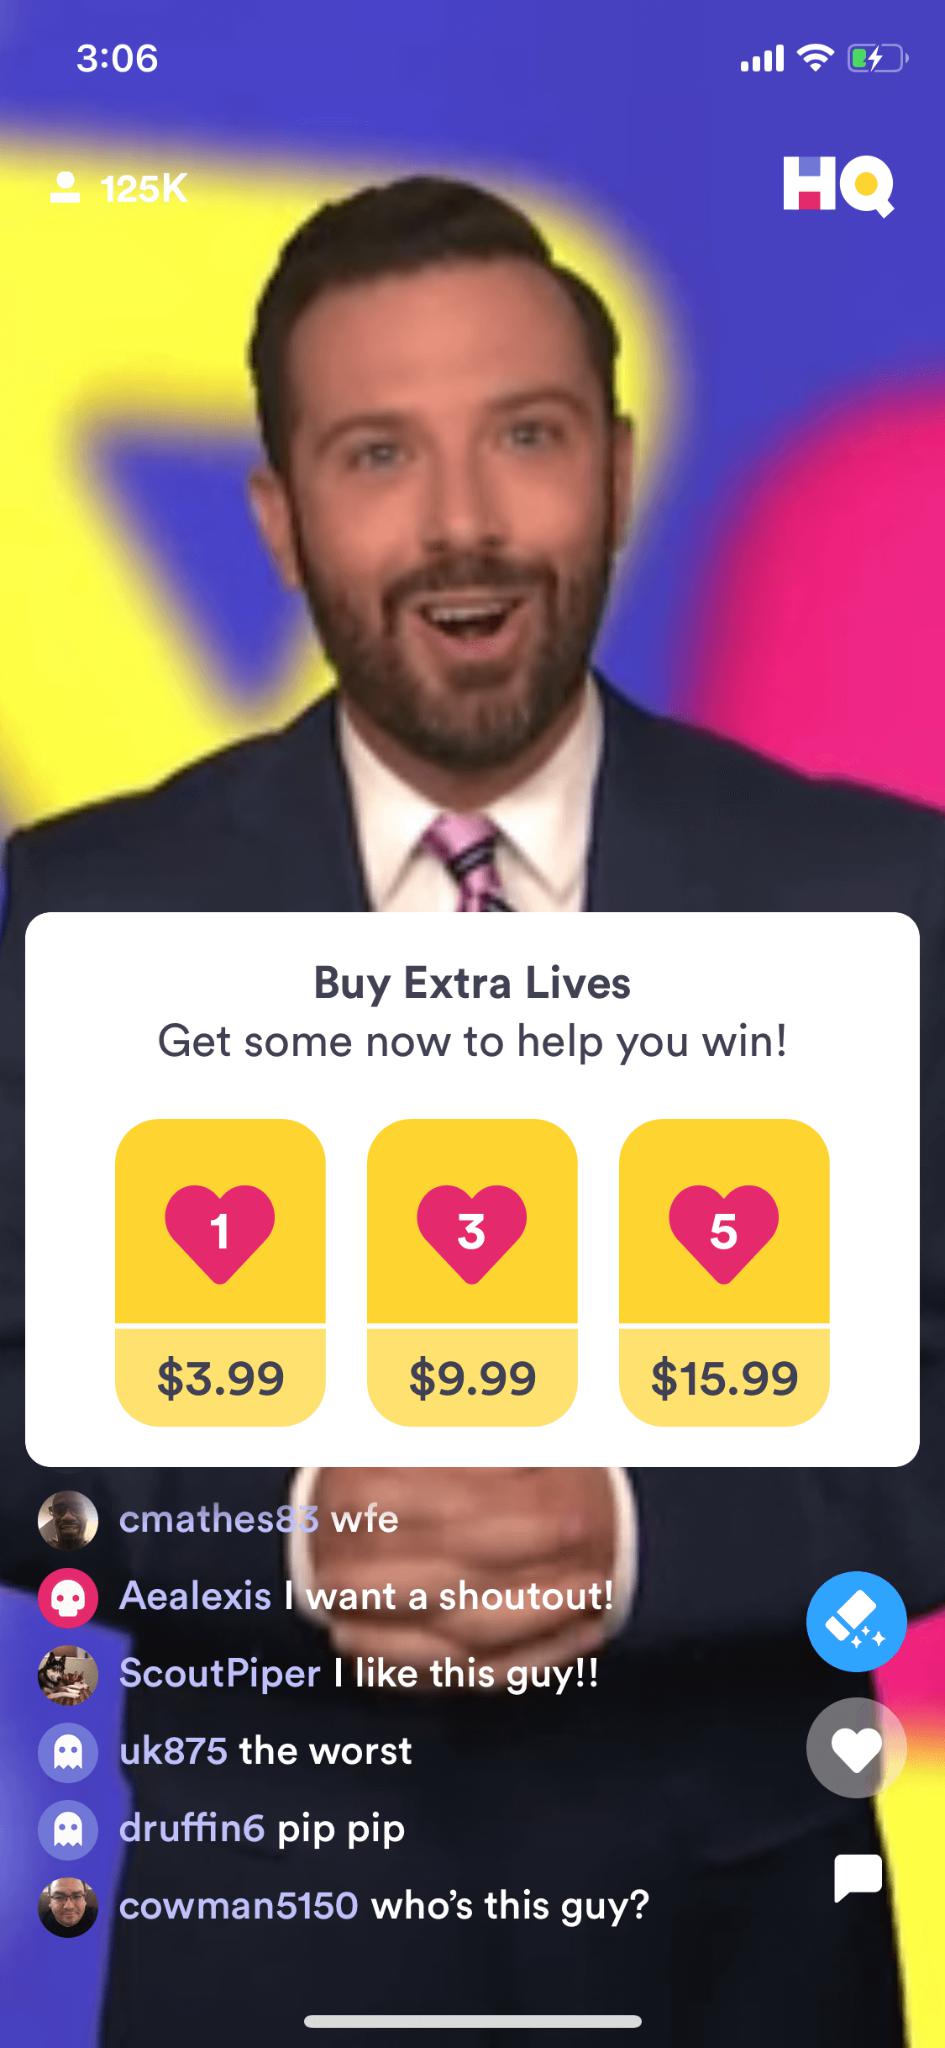 3:06
125K
HQ
Buy Extra Lives
Get some now to help you win!
1
3
5
$3.99
$9.99
$15.99
cmathes83 wfe
Aealexis I want a shoutout!
ScoutPiper I like this guy!!
uk875 the worst
druffin6 pip pip
cowman5150 who's this guy?